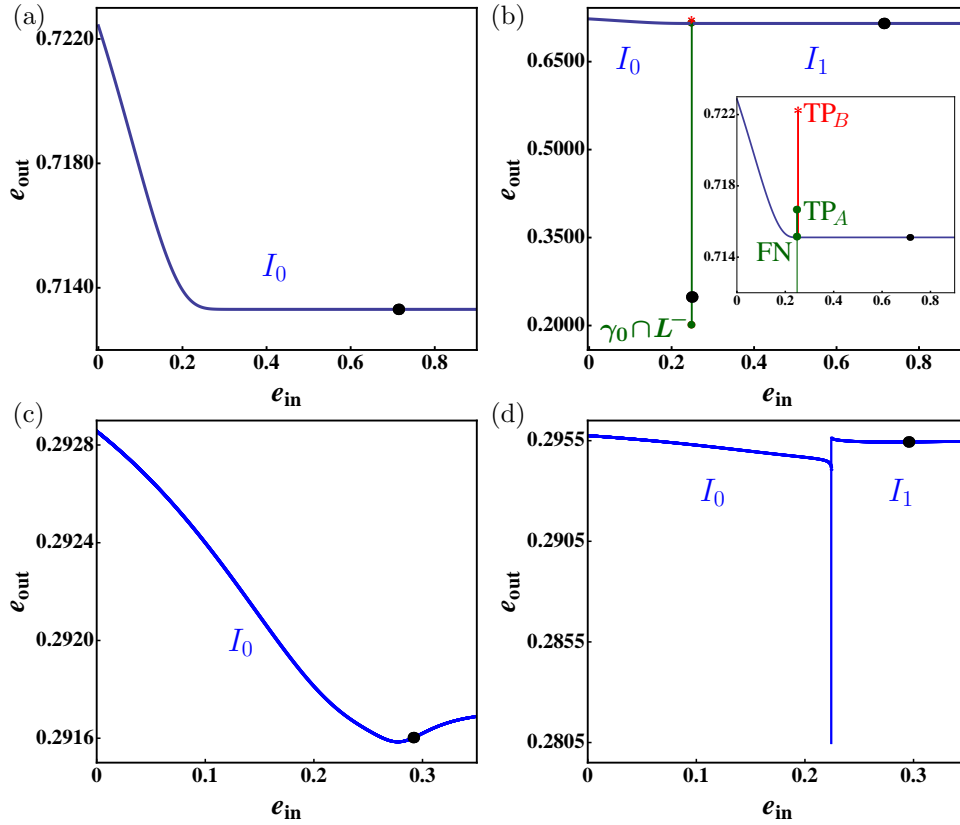 (a)
0.7220
0.7180
0.7140
e_out
I_0
0 0.2 0.4 0.6 0.8
e_in
(b)
0.6500
0.5000
0.3500
0.2000
e_out
I_0
I_1
γ_0 ∩ L^-
0 0.2 0.4 0.6 0.8
e_in
0.722
0.718
0.714
TP_B
TP_A
FN
0 0.2 0.4 0.6 0.8
(c)
0.2928
0.2924
0.2920
0.2916
e_out
I_0
0 0.1 0.2 0.3
e_in
(d)
0.2955
0.2905
0.2855
0.2805
e_out
I_0
I_1
0 0.1 0.2 0.3
e_in